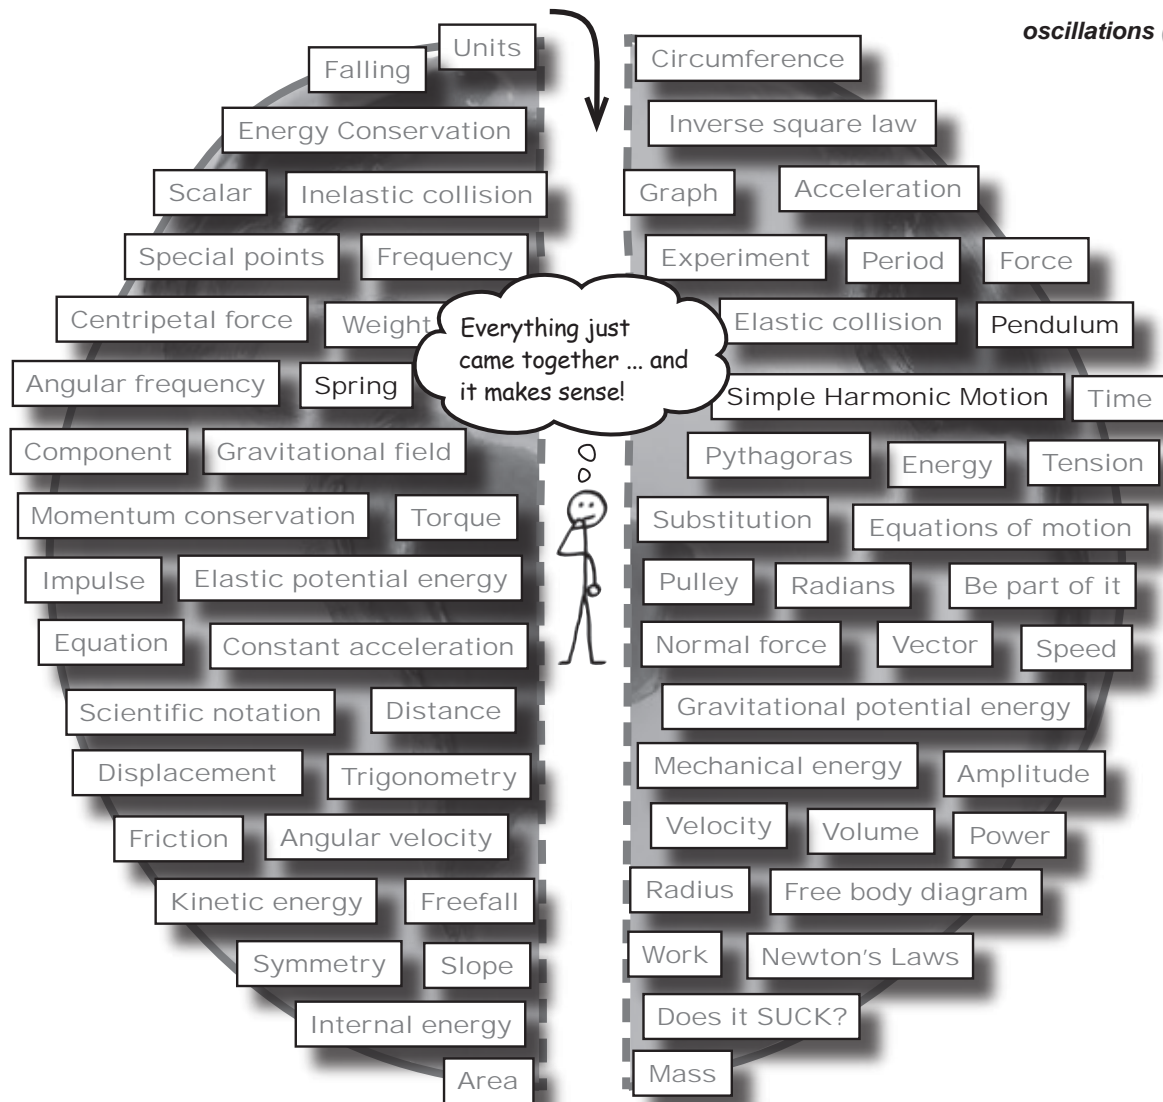 oscillations (
Units
Falling
Energy Conservation
Scalar
Inelastic collision
Special points
Frequency
Centripetal force
Weight
Angular frequency
Spring
Component
Gravitational field
Momentum conservation
Torque
Impulse
Elastic potential energy
Equation
Constant acceleration
Scientific notation
Distance
Displacement
Trigonometry
Friction
Angular velocity
Kinetic energy
Freefall
Symmetry
Slope
Internal energy
Area
Everything just
came together ... and
it makes sense!
Circumference
Inverse square law
Graph
Acceleration
Experiment
Period
Force
Elastic collision
Pendulum
Simple Harmonic Motion
Time
Pythagoras
Energy
Tension
Substitution
Equations of motion
Pulley
Radians
Be part of it
Normal force
Vector
Speed
Gravitational potential energy
Mechanical energy
Amplitude
Velocity
Volume
Power
Radius
Free body diagram
Work
Newton's Laws
Does it SUCK?
Mass